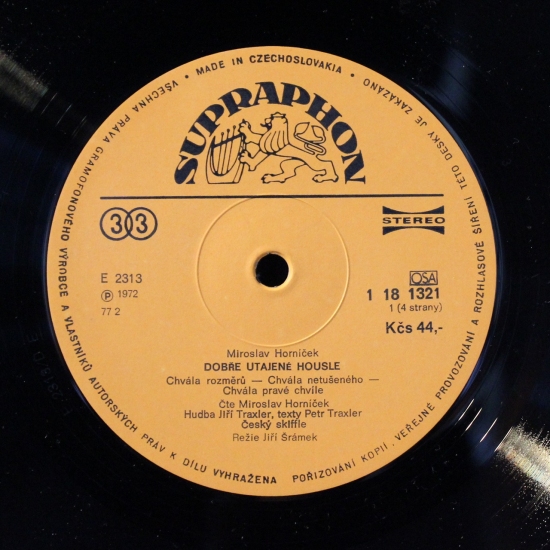 VŠECHNA PRÁVA GRAMOFONOVÉHO VÝROBCE A VLASTNÍKŮ AUTORSKÝCH PRÁV K DÍLU VYHRAŽENA
• MADE IN CZECHOSLOVAKIA •
POŘIZOVÁNÍ KOPIÍ, VEŘEJNÉ PROVOZOVÁNÍ A ROZHLASOVÉ ŠÍŘENÍ TÉTO DESKY JE ZAKÁZÁNO
SUPRAPHON
33
STEREO
E 2313
Ⓟ 1972
77 2
OSA
1 18 1321
1 (4 strany)
Kčs 44,-
Miroslav Horníček
DOBŘE UTAJENÉ HOUSLE
Chvála rozměrů — Chvála netušeného —
Chvála pravé chvíle
Čte Miroslav Horníček
Hudba Jiří Traxler, texty Petr Traxler
Český skiffle
Režie Jiří Šrámek